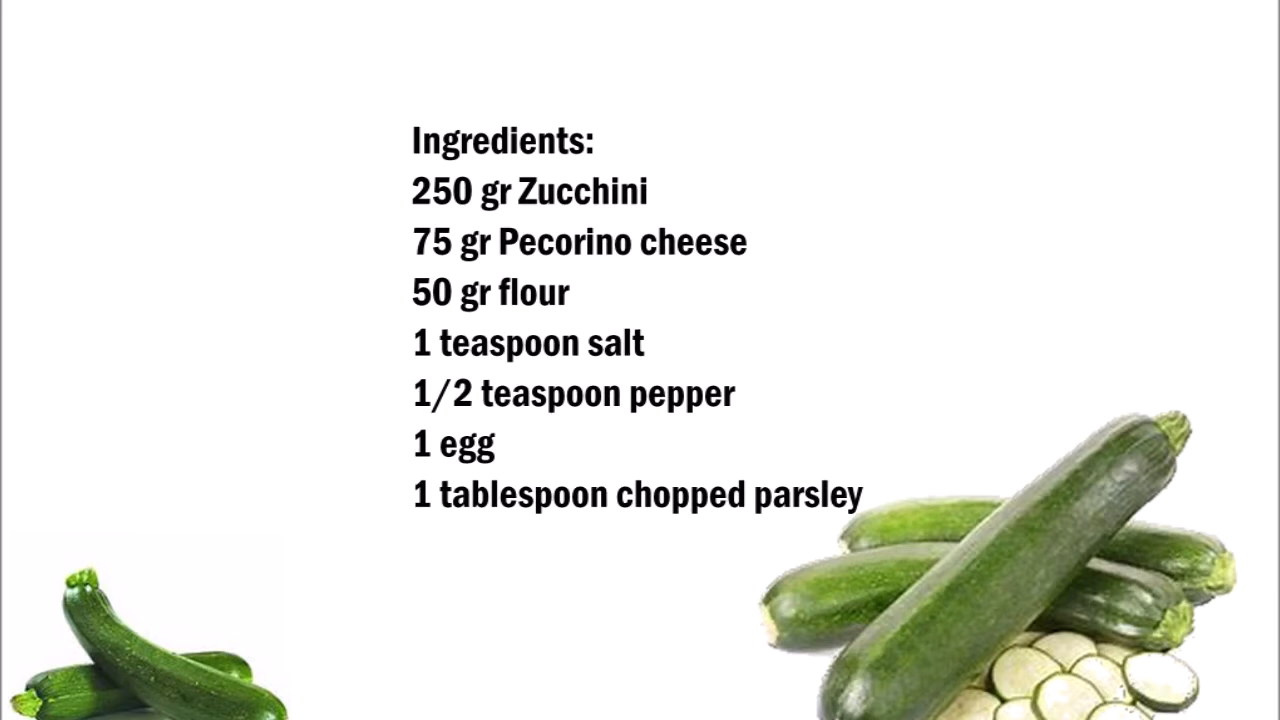 Ingredients:
250 gr Zucchini
75 gr Pecorino cheese
50 gr flour
1 teaspoon salt
1/2 teaspoon pepper
1 egg
1 tablespoon chopped parsley